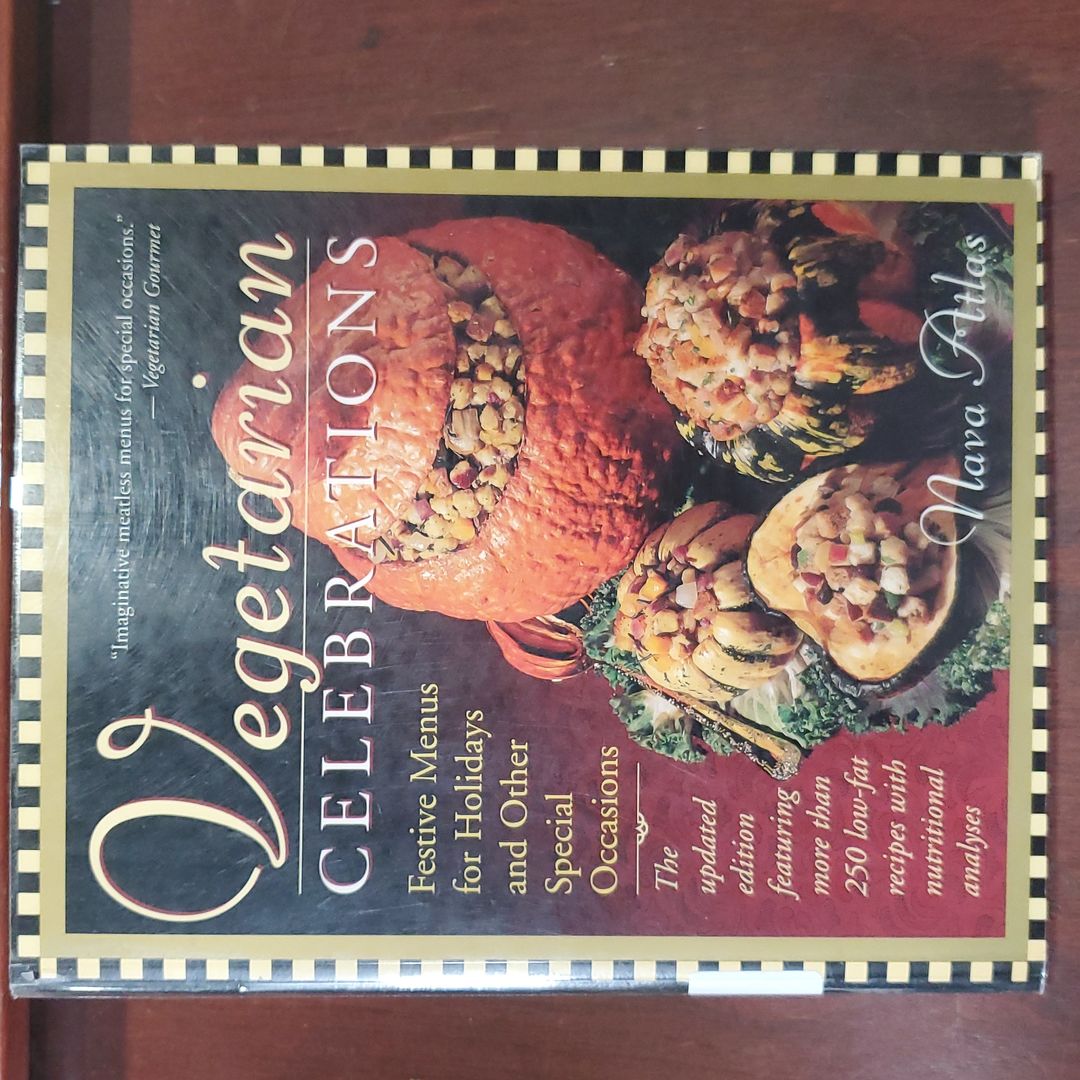 “Imaginative meatless menus for special occasions.”
— Vegetarian Gourmet
Vegetarian
CELEBRATIONS
Festive Menus
for Holidays
and Other
Special
Occasions
The
updated
edition
featuring
more than
250 low-fat
recipes with
nutritional
analyses
Nava Atlas